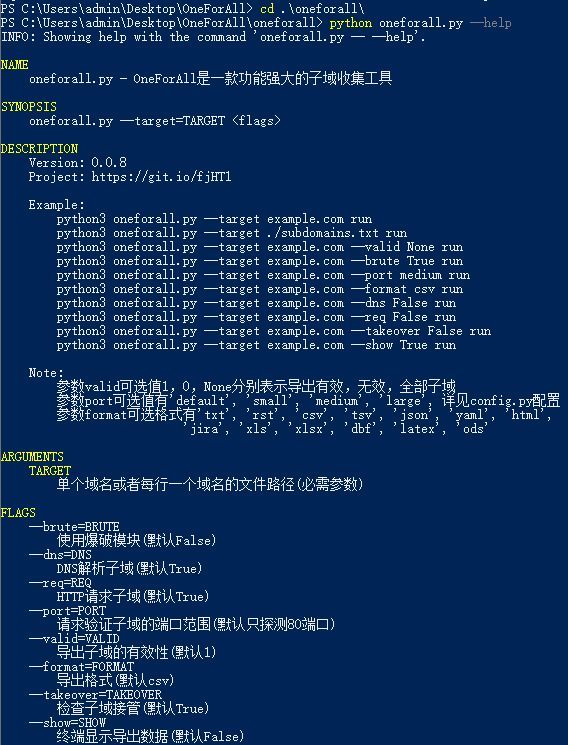 PS C:\Users\admin\Desktop\OneForAll> cd .\oneforall\
PS C:\Users\admin\Desktop\OneForAll\oneforall> python oneforall.py --help
INFO: Showing help with the command 'oneforall.py -- --help'.
NAME
oneforall.py - OneForAll是一款功能强大的子域收集工具
SYNOPSIS
oneforall.py --target=TARGET <flags>
DESCRIPTION
Version: 0.0.8
Project: https://git.io/fjHT1
Example:
python3 oneforall.py --target example.com run
python3 oneforall.py --target ./subdomains.txt run
python3 oneforall.py --target example.com --valid None run
python3 oneforall.py --target example.com --brute True run
python3 oneforall.py --target example.com --port medium run
python3 oneforall.py --target example.com --format csv run
python3 oneforall.py --target example.com --dns False run
python3 oneforall.py --target example.com --req False run
python3 oneforall.py --target example.com --takeover False run
python3 oneforall.py --target example.com --show True run
Note:
参数valid可选值1，0，None分别表示导出有效，无效，全部子域
参数port可选值有'default', 'small', 'medium', 'large', 详见config.py配置
参数format可选格式有'txt', 'rst', 'csv', 'tsv', 'json', 'yaml', 'html',
'jira', 'xls', 'xlsx', 'dbf', 'latex', 'ods'
ARGUMENTS
TARGET
单个域名或者每行一个域名的文件路径(必需参数)
FLAGS
--brute=BRUTE
使用爆破模块(默认False)
--dns=DNS
DNS解析子域(默认True)
--req=REQ
HTTP请求子域(默认True)
--port=PORT
请求验证子域的端口范围(默认只探测80端口)
--valid=VALID
导出子域的有效性(默认1)
--format=FORMAT
导出格式(默认csv)
--takeover=TAKEOVER
检查子域接管(默认True)
--show=SHOW
终端显示导出数据(默认False)